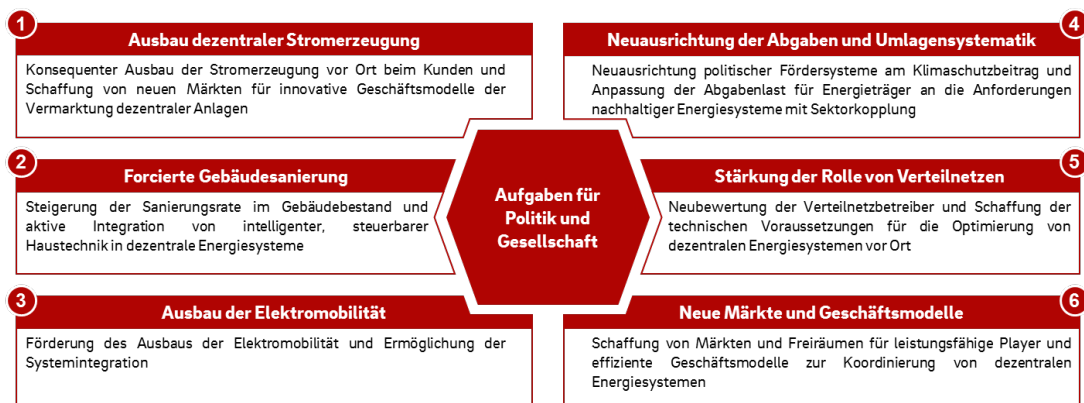 1
Ausbau dezentraler Stromerzeugung
Konsequenter Ausbau der Stromerzeugung vor Ort beim Kunden und
Schaffung von neuen Märkten für innovative Geschäftsmodelle der
Vermarktung dezentraler Anlagen
2
Forcierte Gebäudesanierung
Steigerung der Sanierungsrate im Gebäudebestand und
aktive Integration von intelligenter, steuerbarer
Haustechnik in dezentrale Energiesysteme
3
Ausbau der Elektromobilität
Förderung des Ausbaus der Elektromobilität und Ermöglichung der
Systemintegration
Aufgaben für
Politik und
Gesellschaft
4
Neuausrichtung der Abgaben und Umlagensystematik
Neuausrichtung politischer Fördersysteme am Klimaschutzbeitrag und
Anpassung der Abgabenlast für Energieträger an die Anforderungen
nachhaltiger Energiesysteme mit Sektorkopplung
5
Stärkung der Rolle von Verteilnetzen
Neubewertung der Verteilnetzbetreiber und Schaffung der
technischen Voraussetzungen für die Optimierung von
dezentralen Energiesystemen vor Ort
6
Neue Märkte und Geschäftsmodelle
Schaffung von Märkten und Freiräumen für leistungsfähige Player und
effiziente Geschäftsmodelle zur Koordinierung von dezentralen
Energiesystemen